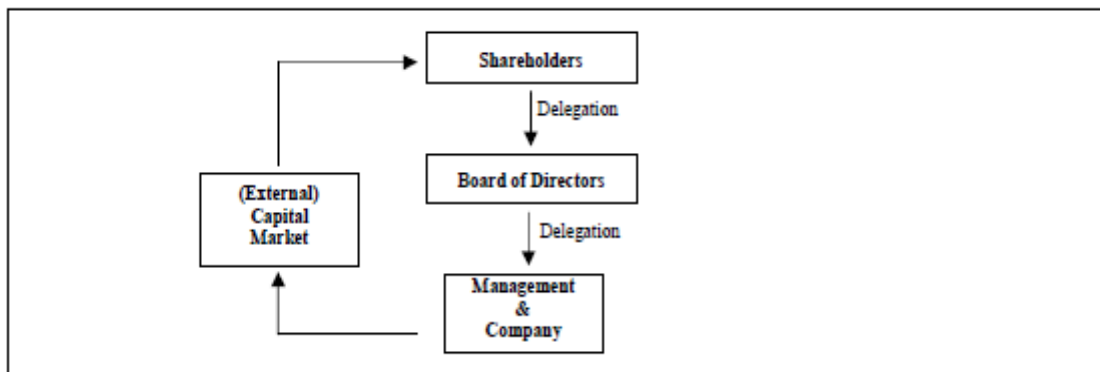 Shareholders
Delegation
Board of Directors
(External)
Capital
Market
Delegation
Management
&
Company